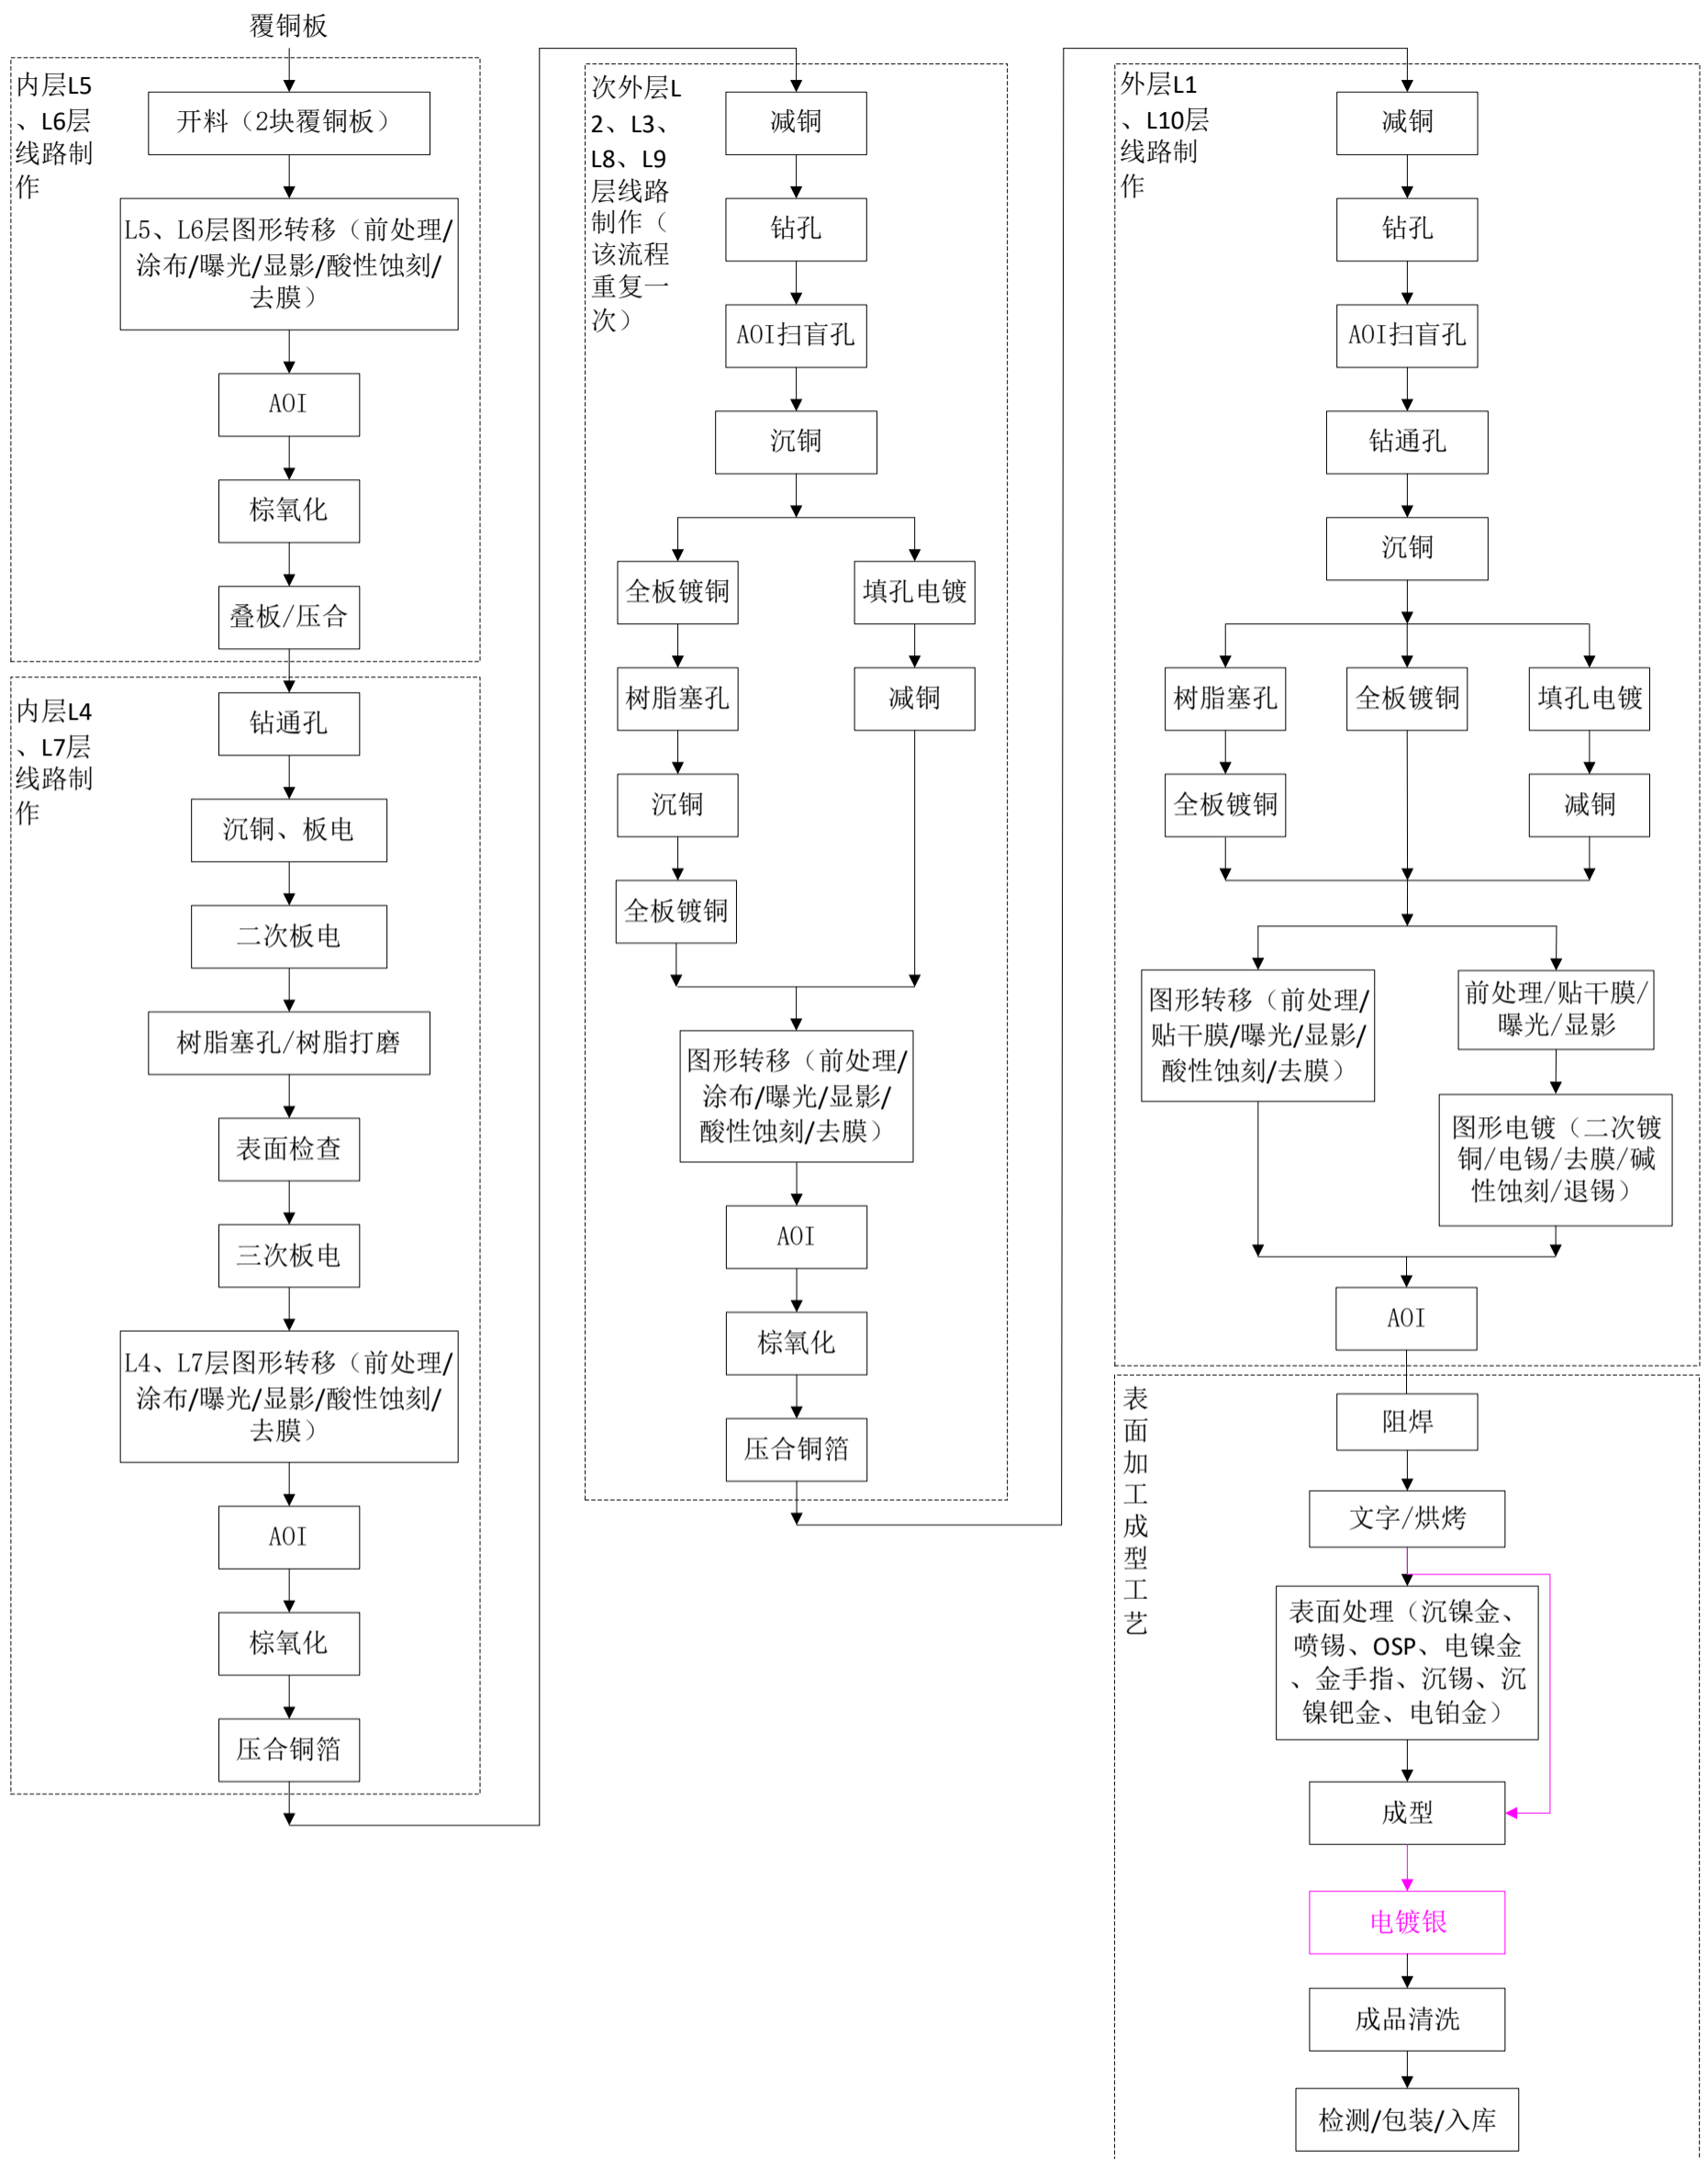 覆铜板
内层L5
、L6层
线路制
作
开料（2块覆铜板）
L5、L6层图形转移（前处理/
涂布/曝光/显影/酸性蚀刻/
去膜）
AOI
棕氧化
叠板/压合
内层L4
、L7层
线路制
作
钻通孔
沉铜、板电
二次板电
树脂塞孔/树脂打磨
表面检查
三次板电
L4、L7层图形转移（前处理/
涂布/曝光/显影/酸性蚀刻/
去膜）
AOI
棕氧化
压合铜箔
次外层L
2、L3、
L8、L9
层线路
制作（
该流程
重复一
次）
减铜
钻孔
AOI扫盲孔
沉铜
全板镀铜
树脂塞孔
沉铜
全板镀铜
填孔电镀
减铜
图形转移（前处理/
涂布/曝光/显影/
酸性蚀刻/去膜）
AOI
棕氧化
压合铜箔
外层L1
、L10层
线路制
作
减铜
钻孔
AOI扫盲孔
钻通孔
沉铜
树脂塞孔
全板镀铜
全板镀铜
填孔电镀
减铜
图形转移（前处理/
贴干膜/曝光/显影/
酸性蚀刻/去膜）
前处理/贴干膜/
曝光/显影
图形电镀（二次镀
铜/电锡/去膜/碱
性蚀刻/退锡）
AOI
表
面
加
工
成
型
工
艺
阻焊
文字/烘烤
表面处理（沉镍金、
喷锡、OSP、电镍金
、金手指、沉锡、沉
镍钯金、电铂金）
成型
电镀银
成品清洗
检测/包装/入库